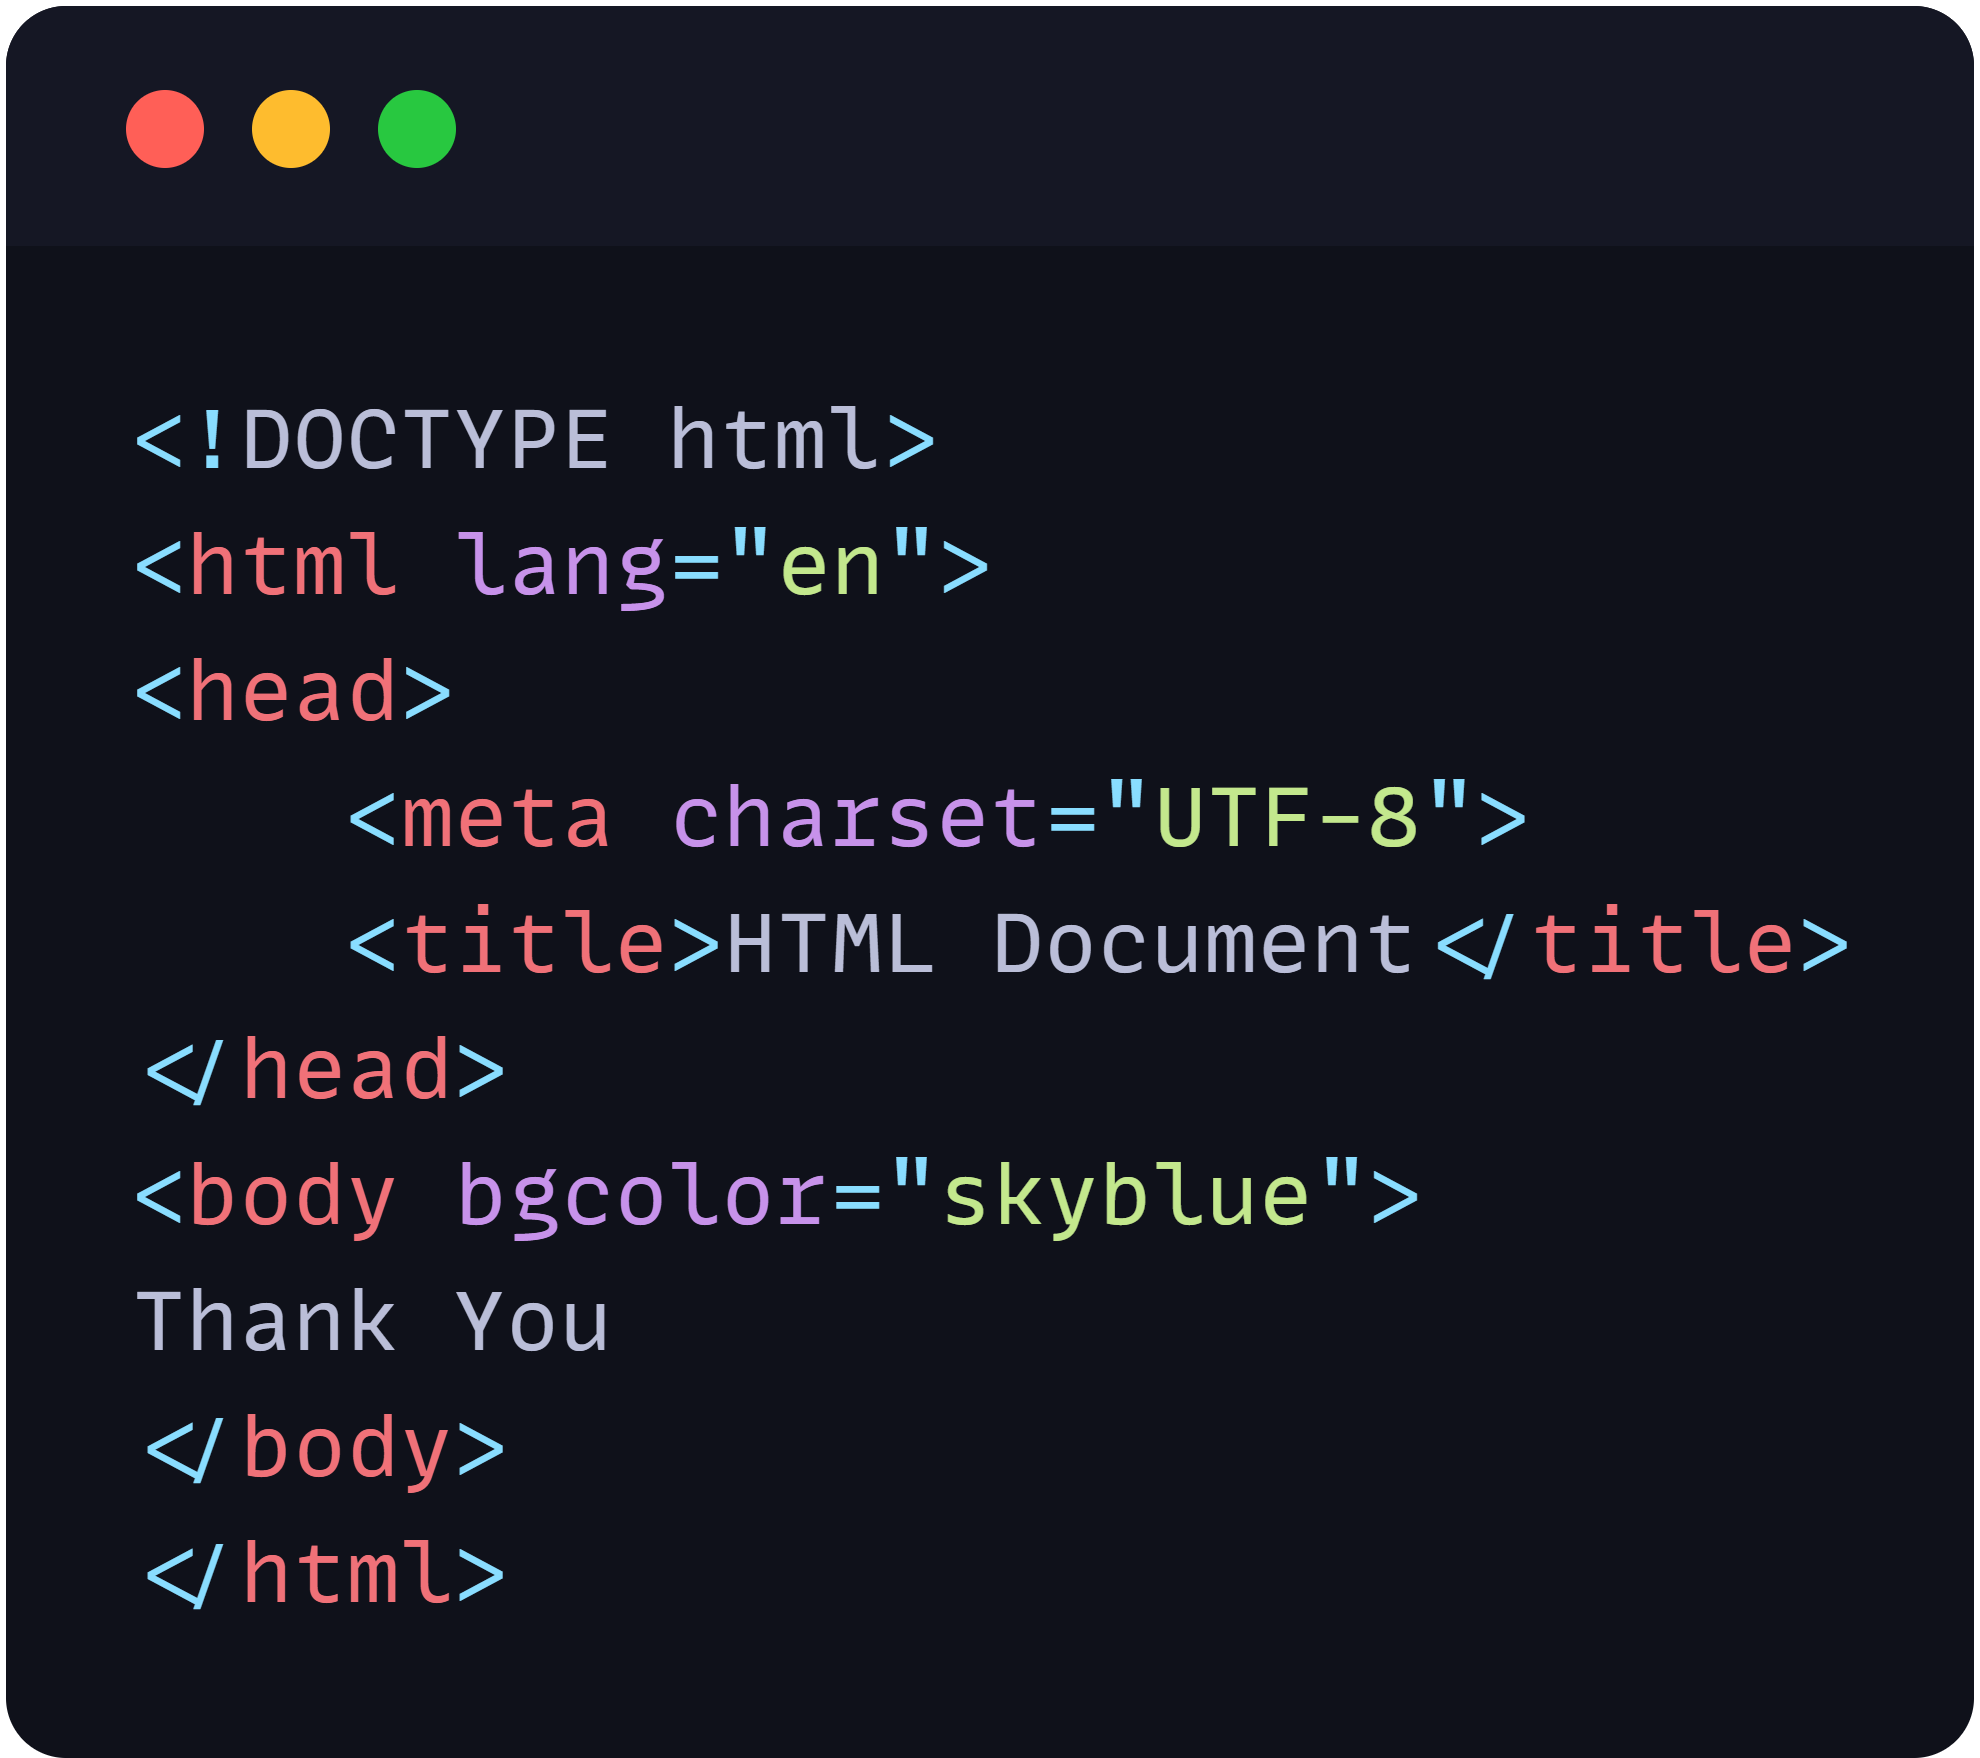 <!DOCTYPE html>
<html lang="en">
<head>
    <meta charset="UTF-8">
    <title>HTML Document</title>
</head>
<body bgcolor="skyblue">
Thank You
</body>
</html>